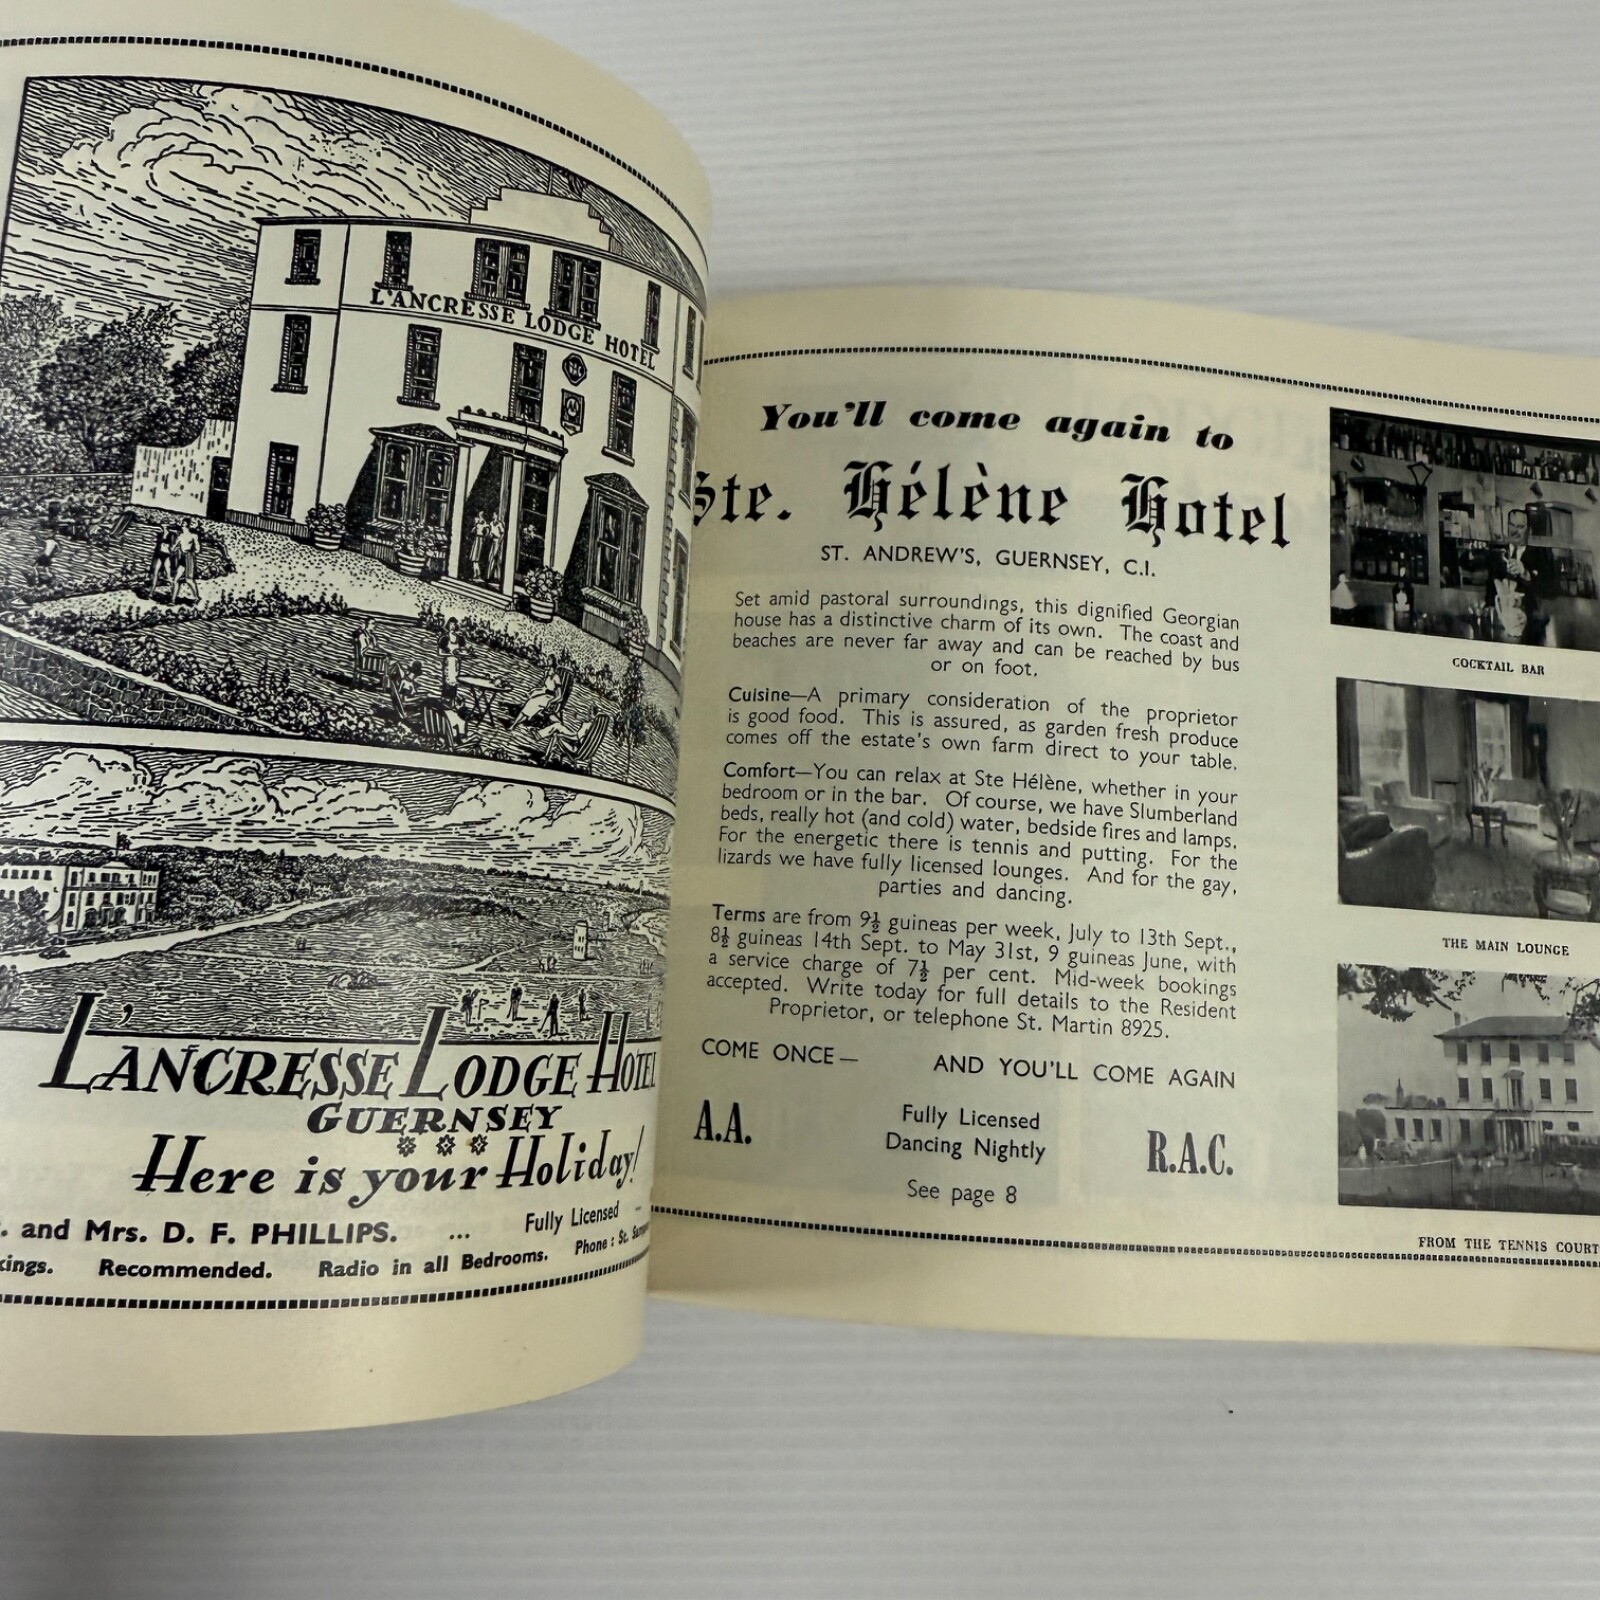 L'ANCRESSE LODGE HOTEL
L'ANCRESSE LODGE HOTEL
GUERNSEY
Here is your Holiday!
. and Mrs. D. F. PHILLIPS. ... Fully Licensed
kings. Recommended. Radio in all Bedrooms. Phone : St.
You'll come again to
Ste. Hélène Hotel
ST. ANDREW'S, GUERNSEY, C.I.
Set amid pastoral surroundings, this dignified Georgian
house has a distinctive charm of its own. The coast and
beaches are never far away and can be reached by bus
or on foot.
Cuisine—A primary consideration of the proprietor
is good food. This is assured, as garden fresh produce
comes off the estate's own farm direct to your table.
Comfort—You can relax at Ste Hélène, whether in your
bedroom or in the bar. Of course, we have Slumberland
beds, really hot (and cold) water, bedside fires and lamps.
For the energetic there is tennis and putting. For the
lizards we have fully licensed lounges. And for the gay,
parties and dancing.
Terms are from 9½ guineas per week, July to 13th Sept.,
8½ guineas 14th Sept. to May 31st, 9 guineas June, with
a service charge of 7½ per cent. Mid-week bookings
accepted. Write today for full details to the Resident
Proprietor, or telephone St. Martin 8925.
COME ONCE— AND YOU'LL COME AGAIN
A.A. Fully Licensed
Dancing Nightly R.A.C.
See page 8
COCKTAIL BAR
THE MAIN LOUNGE
FROM THE TENNIS COURT